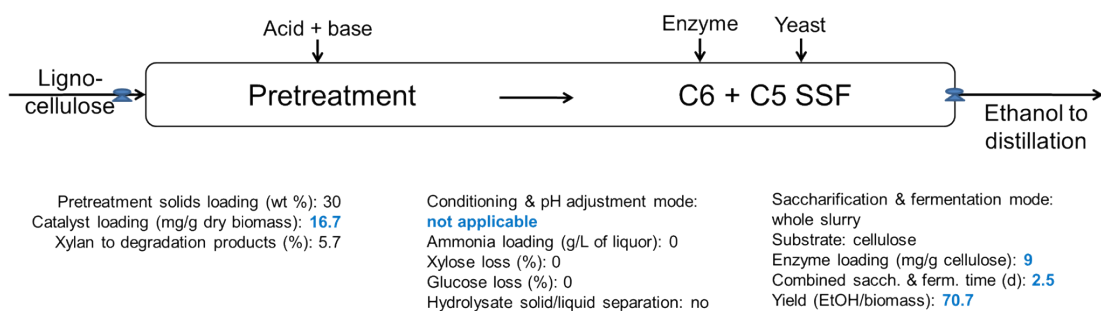 Acid + base
Enzyme
Yeast
Ligno-
cellulose
Pretreatment
C6 + C5 SSF
Ethanol to
distillation
Pretreatment solids loading (wt %): 30
Catalyst loading (mg/g dry biomass): 16.7
Xylan to degradation products (%): 5.7
Conditioning & pH adjustment mode:
not applicable
Ammonia loading (g/L of liquor): 0
Xylose loss (%): 0
Glucose loss (%): 0
Hydrolysate solid/liquid separation: no
Saccharification & fermentation mode:
whole slurry
Substrate: cellulose
Enzyme loading (mg/g cellulose): 9
Combined sacch. & ferm. time (d): 2.5
Yield (EtOH/biomass): 70.7